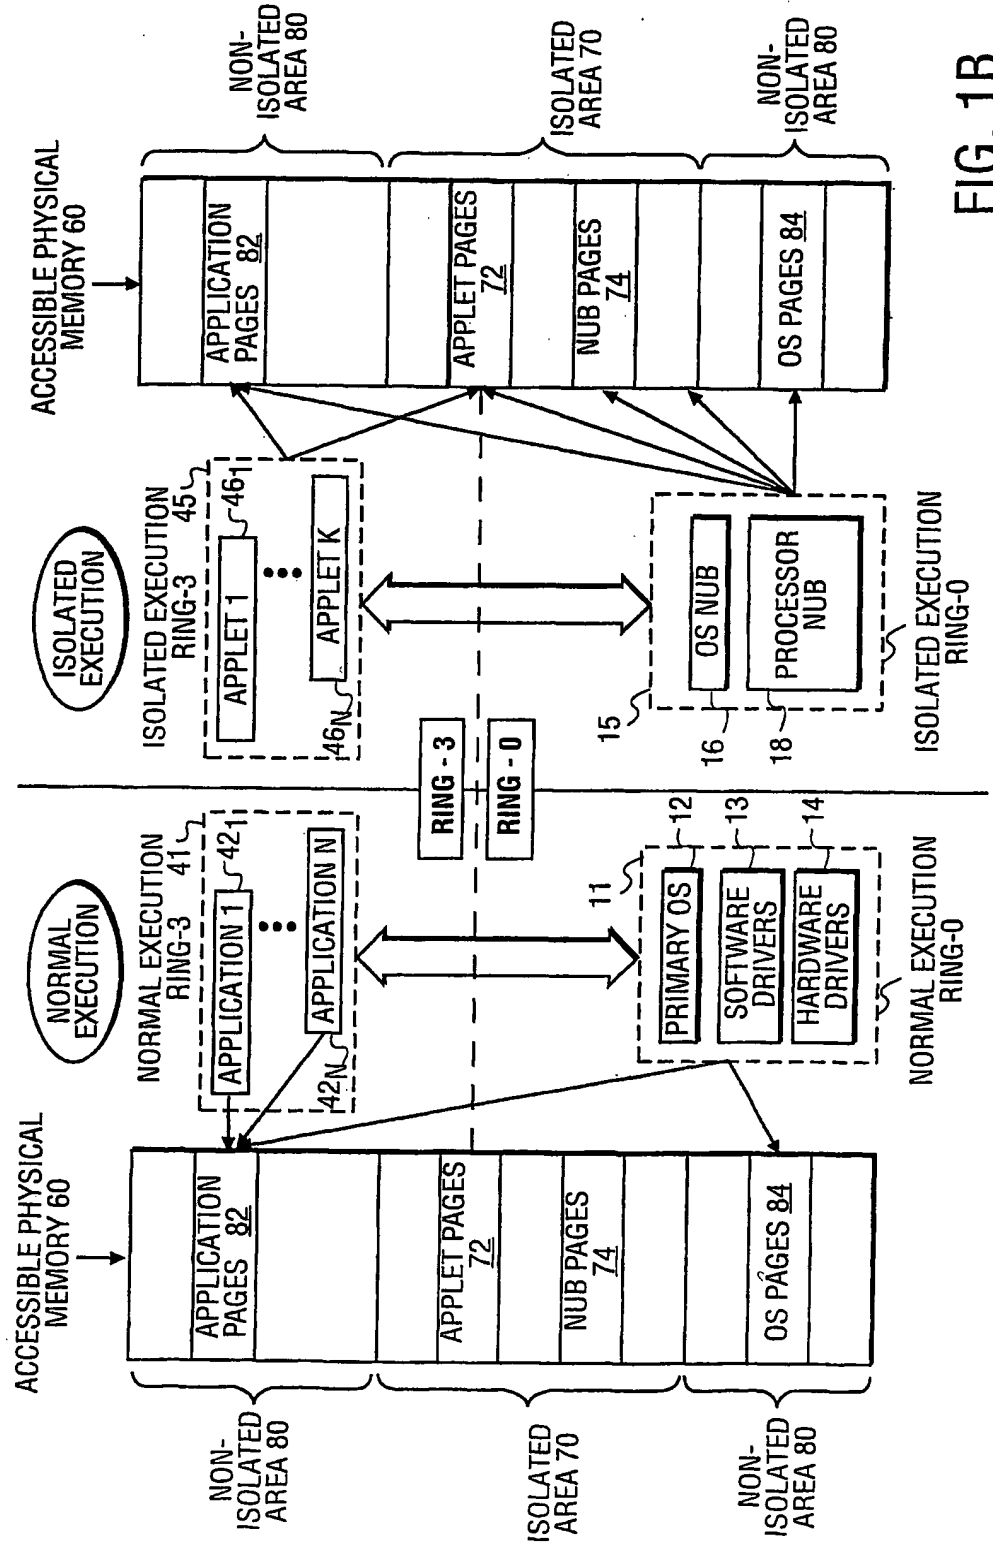 ACCESSIBLE PHYSICAL
MEMORY 60
NON-
ISOLATED
AREA 80
ISOLATED
AREA 70
NON-
ISOLATED
AREA 80
APPLICATION
PAGES 82
APPLET PAGES
72
NUB PAGES
74
OS PAGES 84
NORMAL
EXECUTION
NORMAL EXECUTION
RING-3
41
APPLICATION 1
42₁
APPLICATION N
42N
11
PRIMARY OS
12
SOFTWARE
DRIVERS
13
HARDWARE
DRIVERS
14
NORMAL EXECUTION
RING-0
RING - 3
RING - 0
ISOLATED
EXECUTION
ISOLATED EXECUTION
RING-3
45
APPLET 1
46₁
APPLET K
46N
15
OS NUB
16
PROCESSOR
NUB
18
ISOLATED EXECUTION
RING-0
ACCESSIBLE PHYSICAL
MEMORY 60
APPLICATION
PAGES 82
APPLET PAGES
72
NUB PAGES
74
OS PAGES 84
NON-
ISOLATED
AREA 80
ISOLATED
AREA 70
NON-
ISOLATED
AREA 80
FIG. 1B